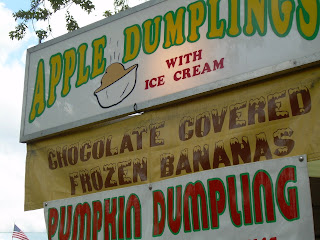 APPLE DUMPLINGS
WITH
ICE CREAM
CHOCOLATE COVERED
FROZEN BANANAS
PUMPKIN DUMPLING